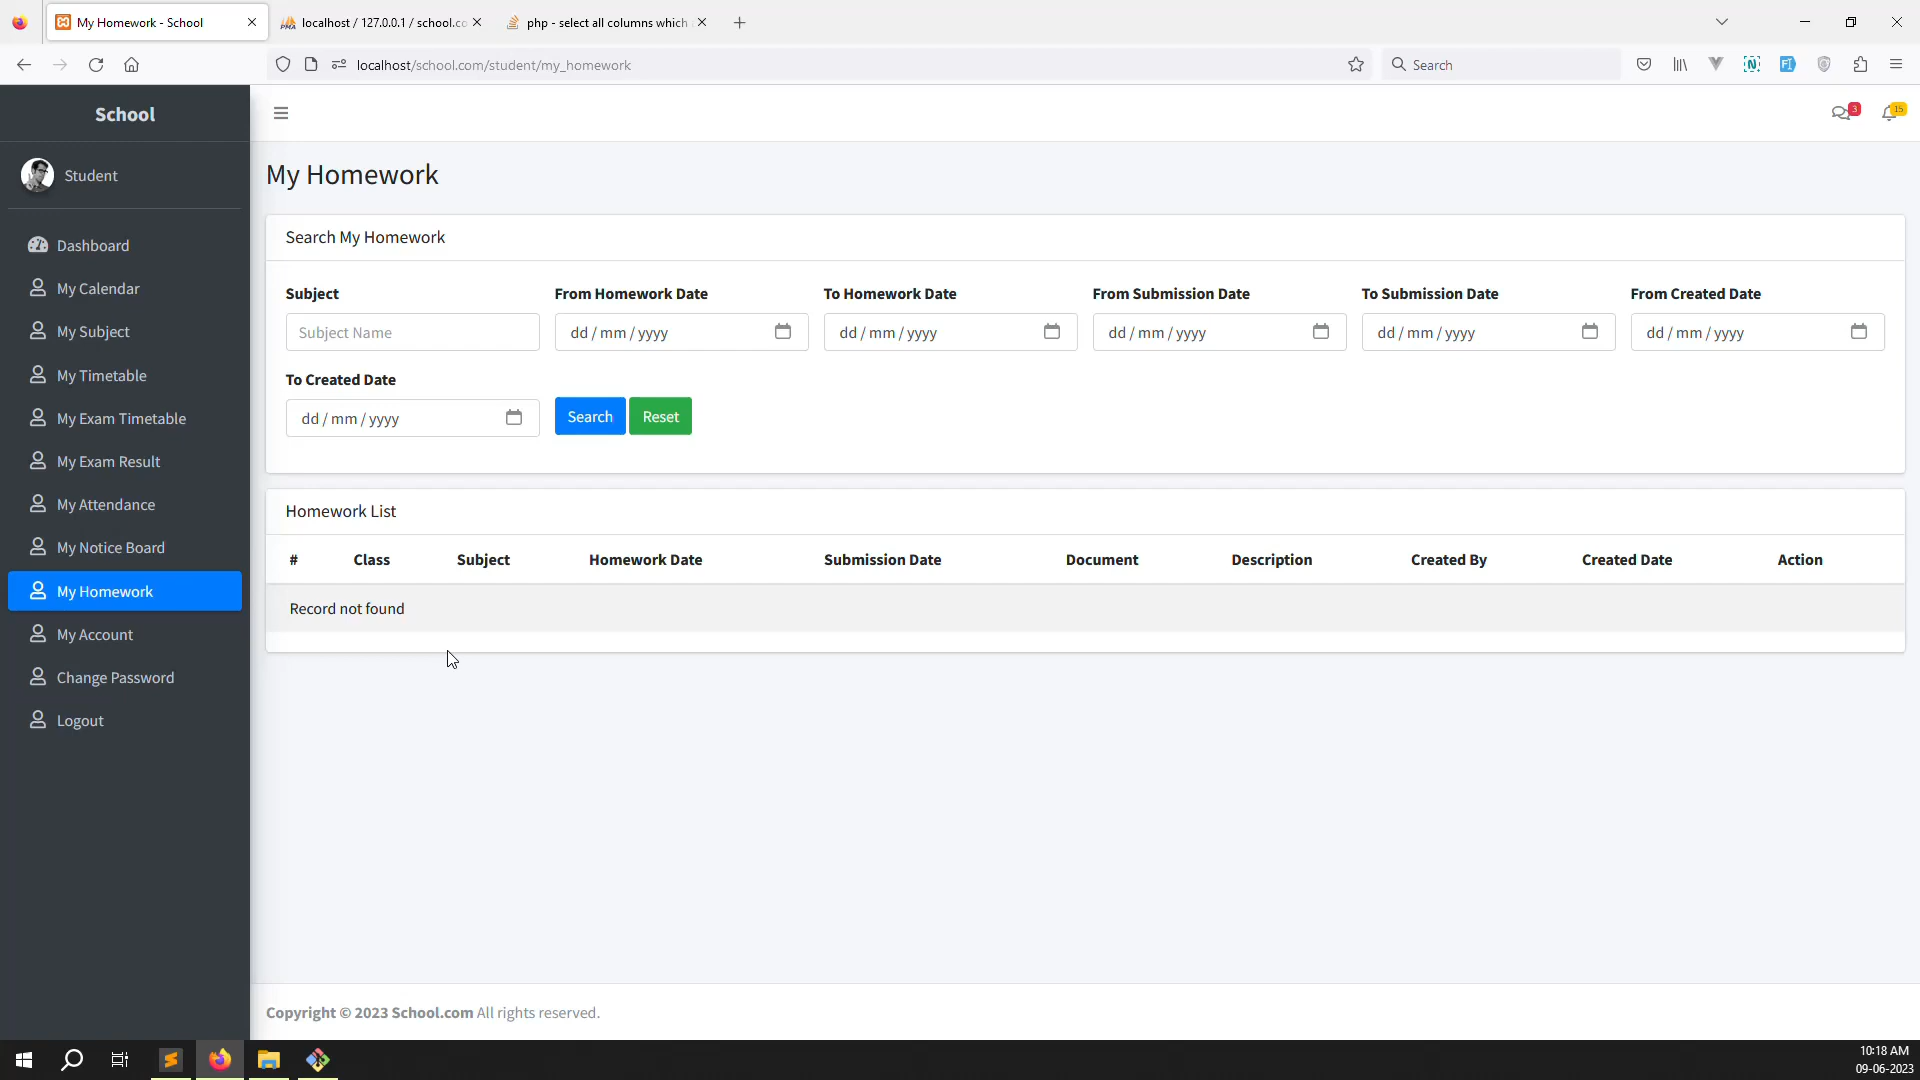 My Homework - School
localhost / 127.0.0.1 / school.co
php - select all columns which
localhost/school.com/student/my_homework
Search
School
3
15
Student
Dashboard
My Calendar
My Subject
My Timetable
My Exam Timetable
My Exam Result
My Attendance
My Notice Board
My Homework
My Account
Change Password
Logout
My Homework
Search My Homework
Subject From Homework Date To Homework Date From Submission Date To Submission Date From Created Date
Subject Name dd / mm / yyyy dd / mm / yyyy dd / mm / yyyy dd / mm / yyyy dd / mm / yyyy
To Created Date
dd / mm / yyyy Search Reset
Homework List
# Class Subject Homework Date Submission Date Document Description Created By Created Date Action
Record not found
Copyright © 2023 School.com All rights reserved.
10:18 AM
09-06-2023